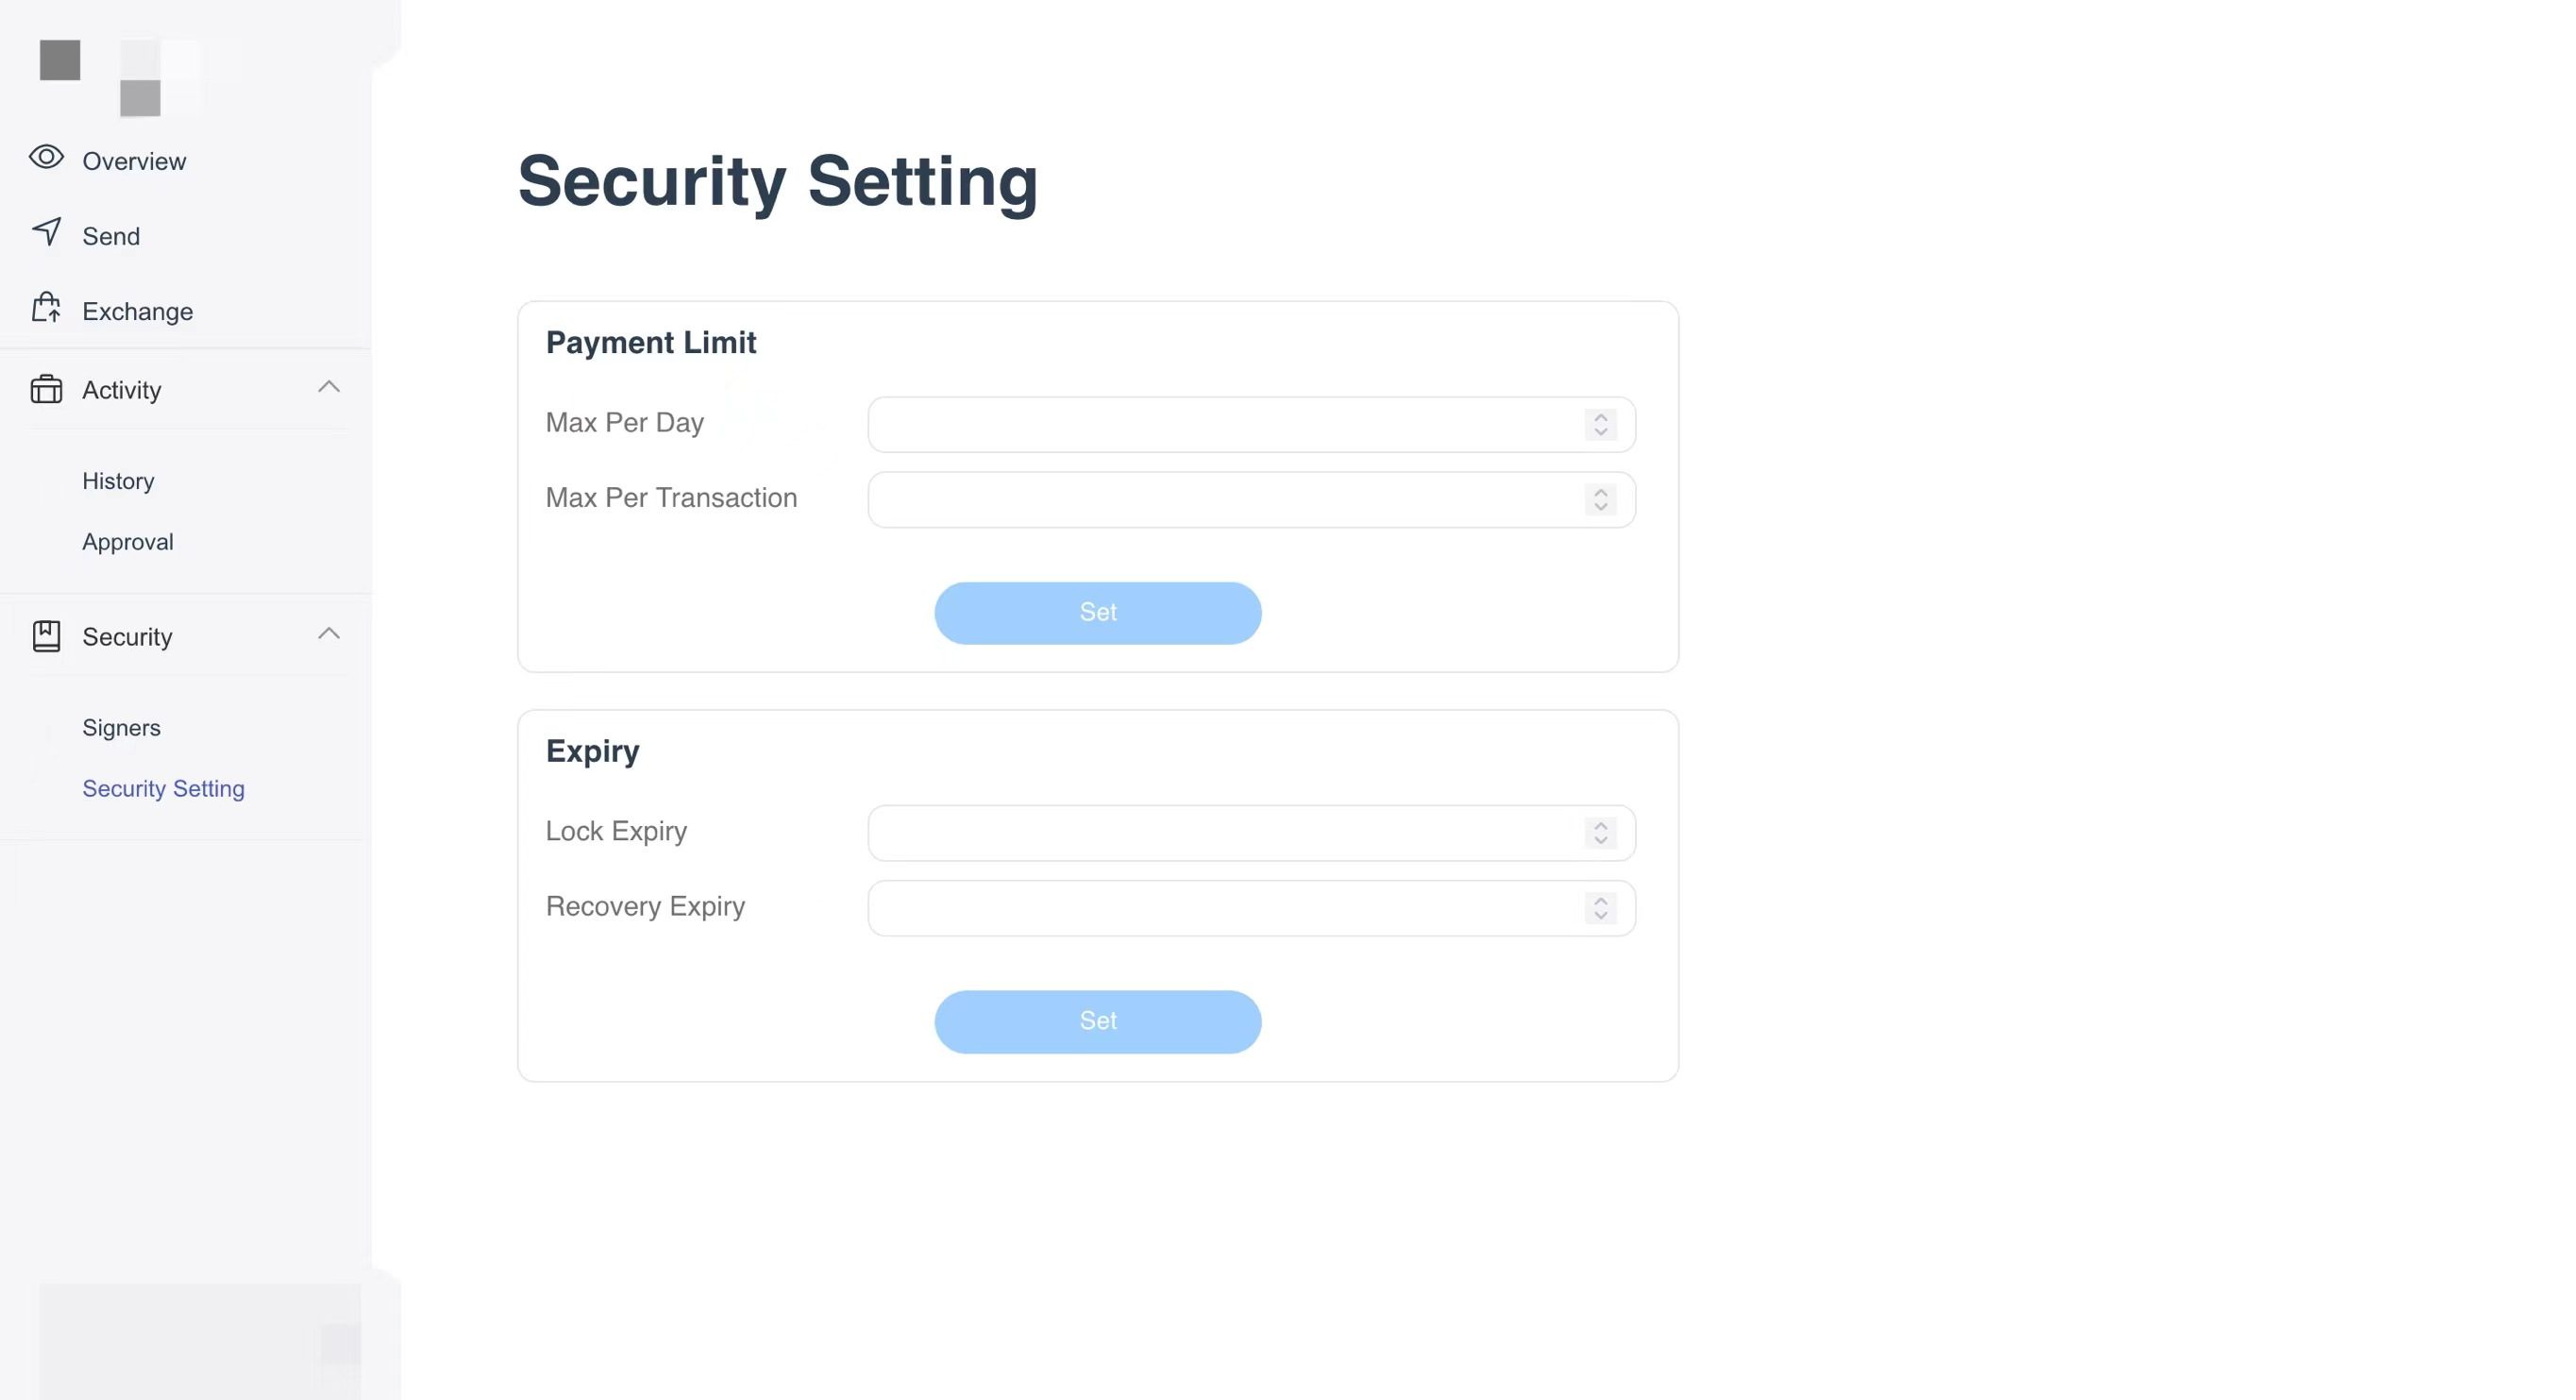 Overview
Send
Exchange
Activity
History
Approval
Security
Signers
Security Setting
Security Setting
Payment Limit
Max Per Day
Max Per Transaction
Set
Expiry
Lock Expiry
Recovery Expiry
Set